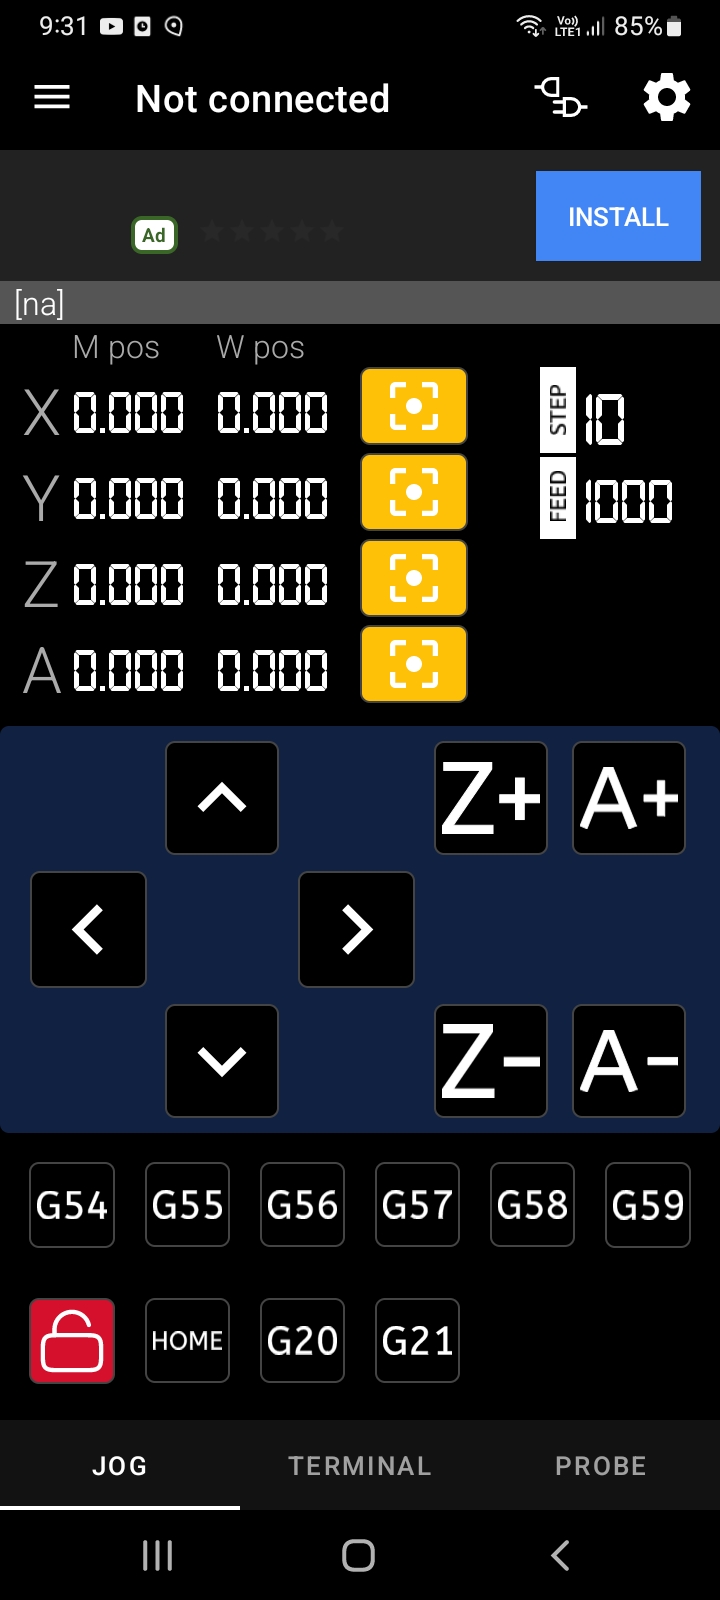 9:31 Vo)) LTE1 85%
Not connected
Ad INSTALL
[na]
M pos W pos
X 0.000 0.000 STEP 10
Y 0.000 0.000 FEED 1000
Z 0.000 0.000
A 0.000 0.000
Z+ A+
Z- A-
G54 G55 G56 G57 G58 G59
HOME G20 G21
JOG TERMINAL PROBE